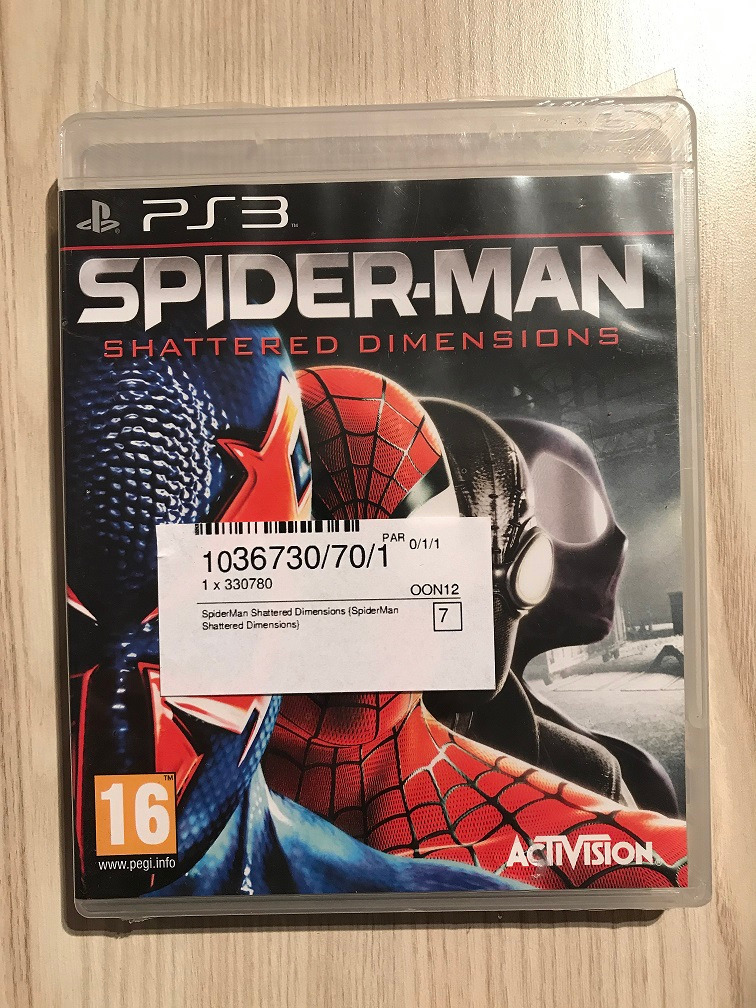 PS3
SPIDER-MAN
SHATTERED DIMENSIONS
1036730/70/1
PAR 0/1/1
1 x 330780
OON12
SpiderMan Shattered Dimensions {SpiderMan
Shattered Dimensions}
7
16
TM
www.pegi.info
ACTIVISION